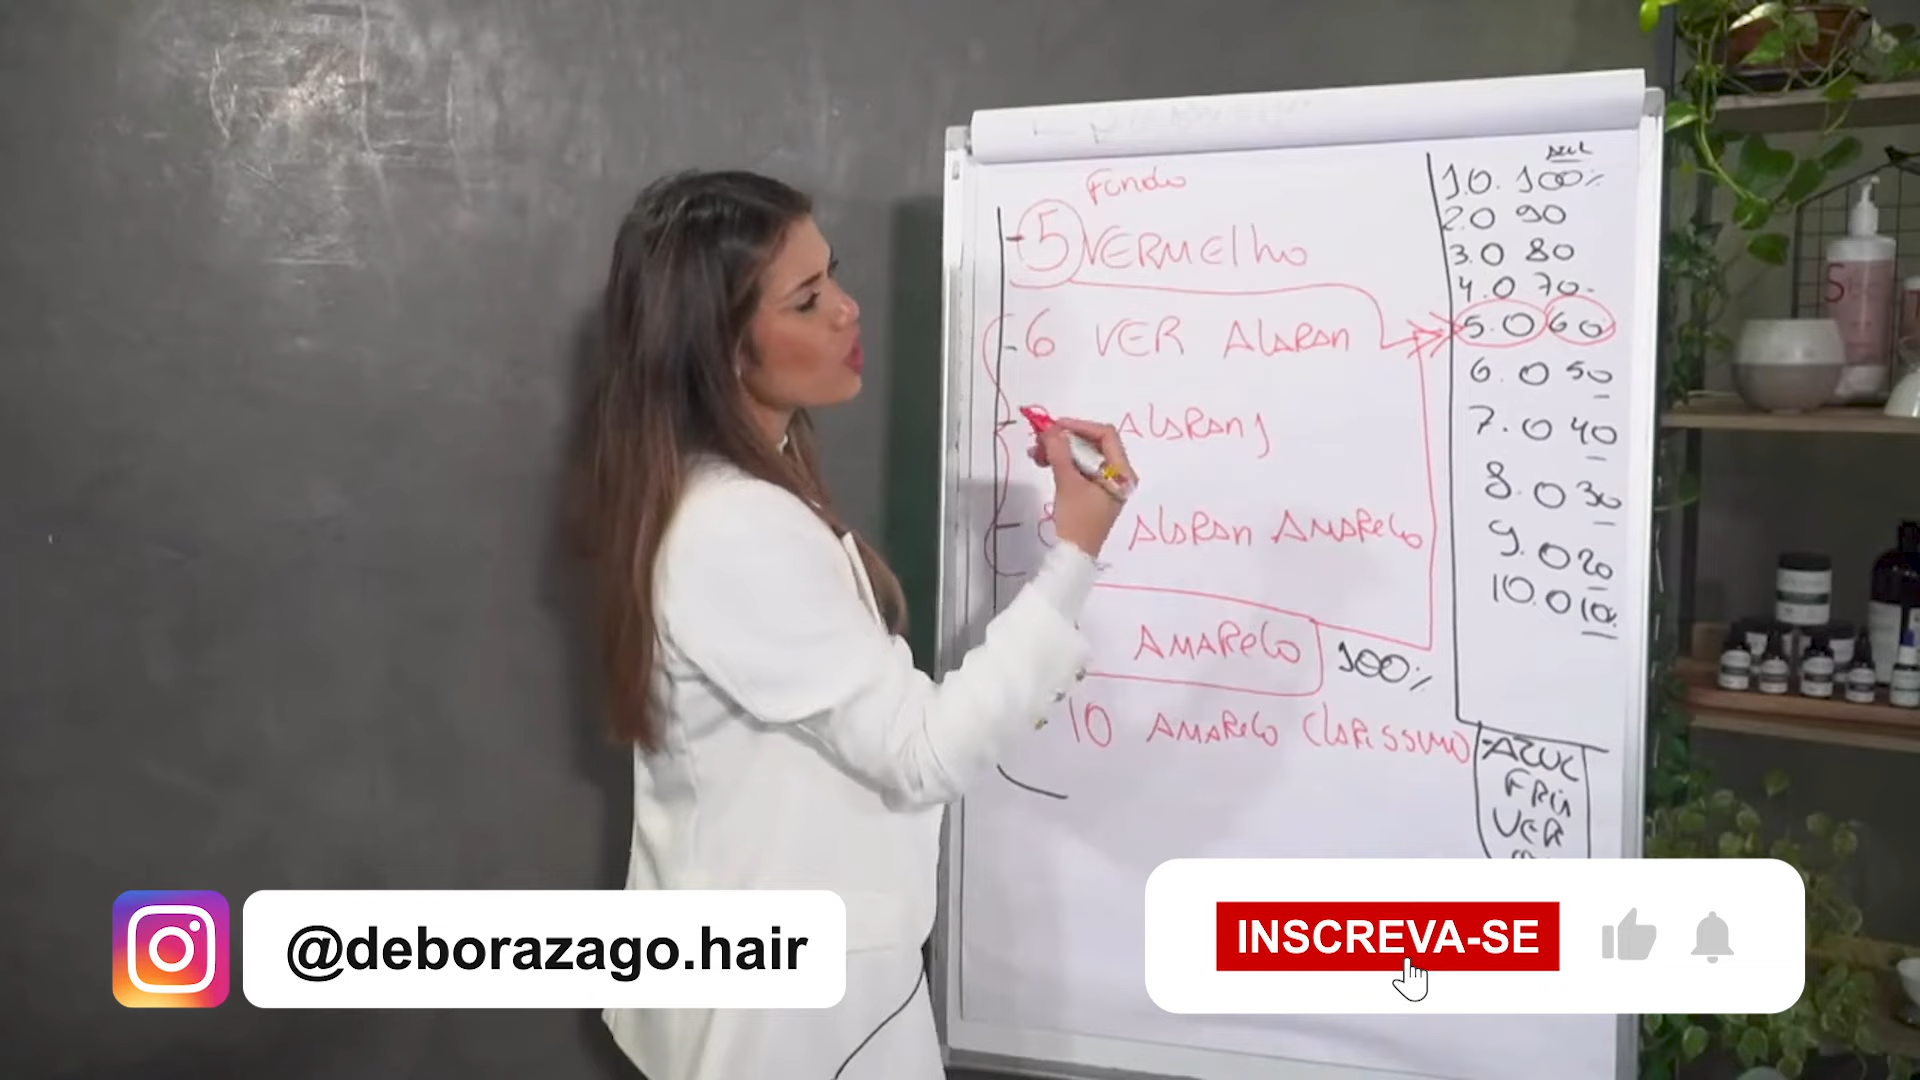 Fundo
-5 VERMElho
-6 VER AlARAN
AlARANJ
8 AlARAN AMARElo
AMARElo 100%
10 AMARElo ClARISSIMO
Azul
1.0. 100%
2.0 90
3.0 80
4.0 70.
5.0 60
6.0 50
7.0 40
8.0 30
9.0 20
10.0 10.
-AZUL
FRIA
VER
@deborazago.hair
INSCREVA-SE